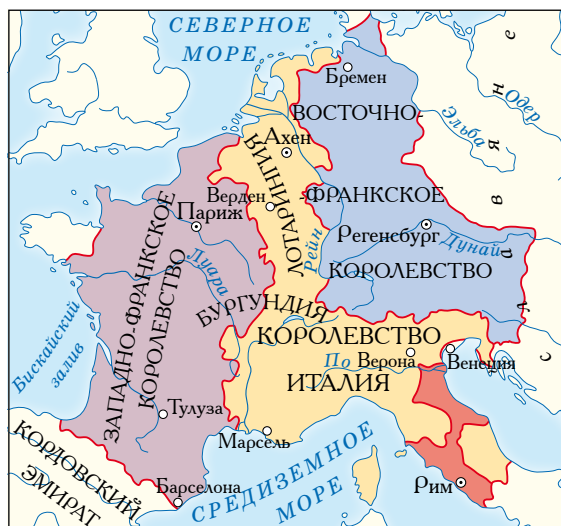 СЕВЕРНОЕ
МОРЕ
Бремен
ВОСТОЧНО-
Одер
Эльба
славяне
Ахен
ЛОТАРИНГИЯ
Верден
-ФРАНКСКОЕ
Париж
Регенсбург
Дунай
Рейн
ЗАПАДНО-ФРАНКСКОЕ
КОРОЛЕВСТВО
Луара
КОРОЛЕВСТВО
БУРГУНДИЯ
КОРОЛЕВСТВО
По
Верона
Венеция
ИТАЛИЯ
Бискайский
залив
Тулуза
Марсель
КОРДОВСКИЙ
ЭМИРАТ
Барселона
СРЕДИЗЕМНОЕ
МОРЕ
Рим